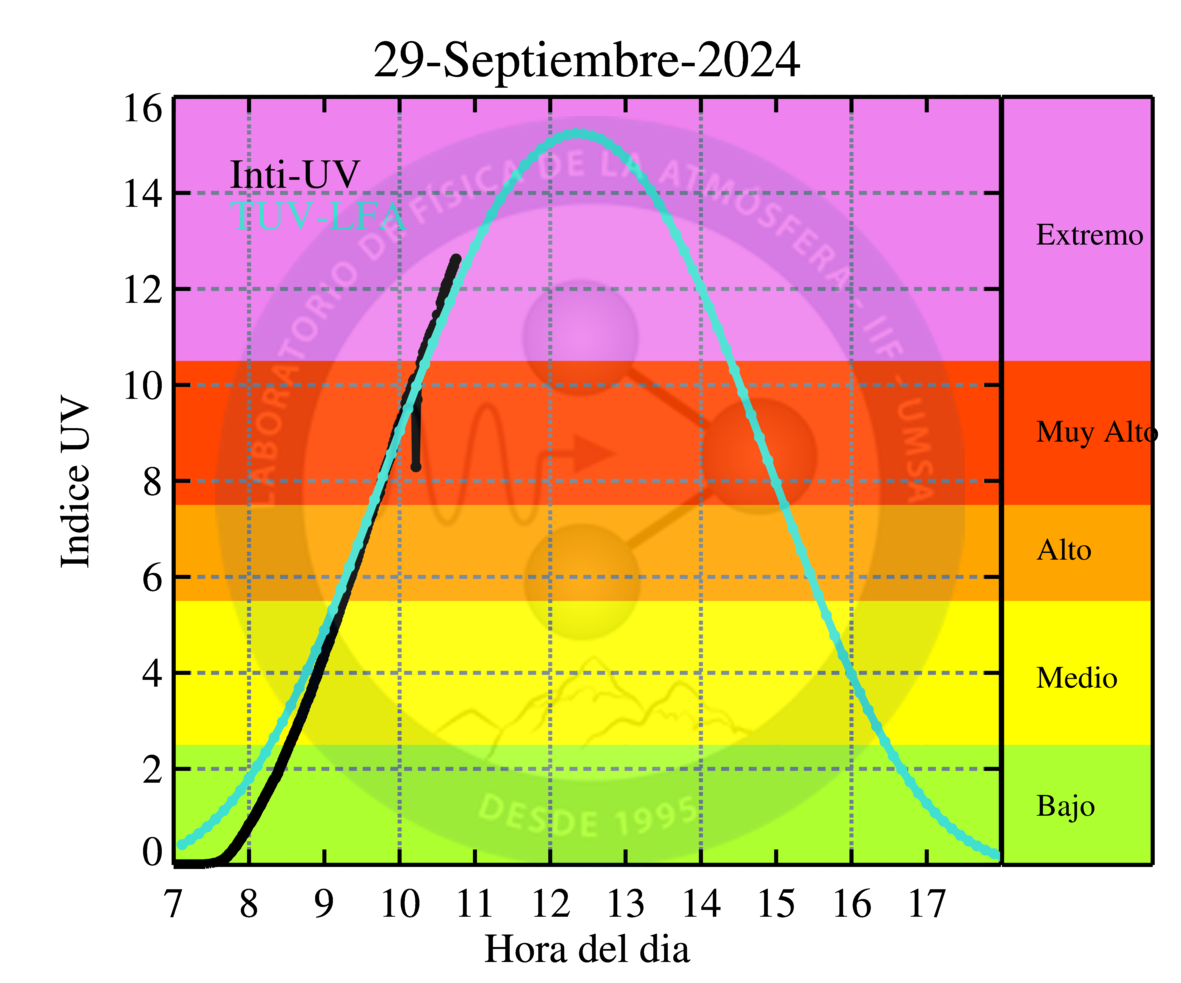 29-Septiembre-2024
Inti-UV
TUV-LFA
LABORATORIO DE FÍSICA DE LA ATMÓSFERA - IIF - UMSA
DESDE 1995
Indice UV
16
14
12
10
8
6
4
2
0
Extremo
Muy Alto
Alto
Medio
Bajo
7 8 9 10 11 12 13 14 15 16 17
Hora del dia